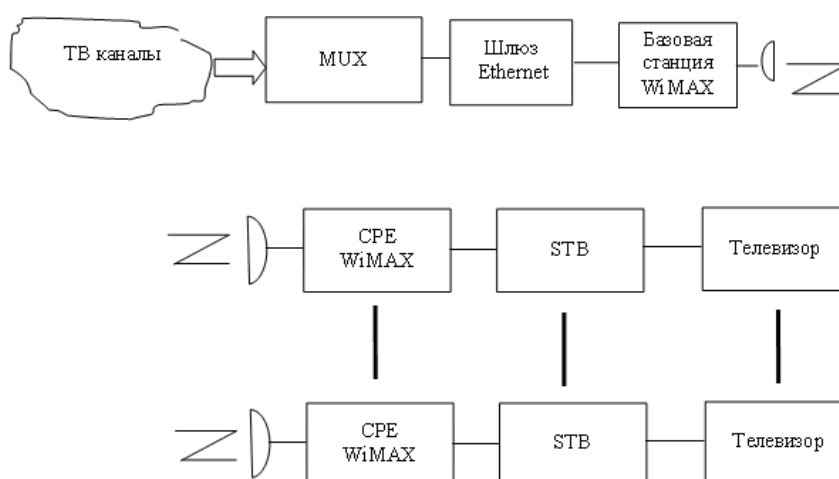 ТВ каналы
MUX
Шлюз
Ethernet
Базовая
станция
WiMAX
CPE
WiMAX
STB
Телевизор
CPE
WiMAX
STB
Телевизор